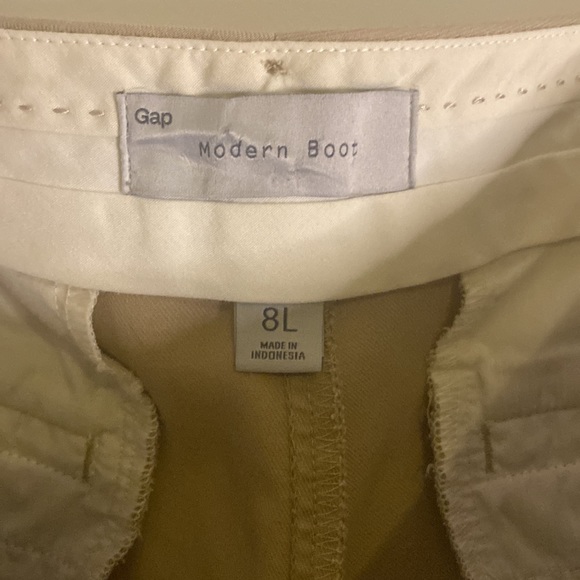 Gap
Modern Boot
8L
MADE IN
INDONESIA